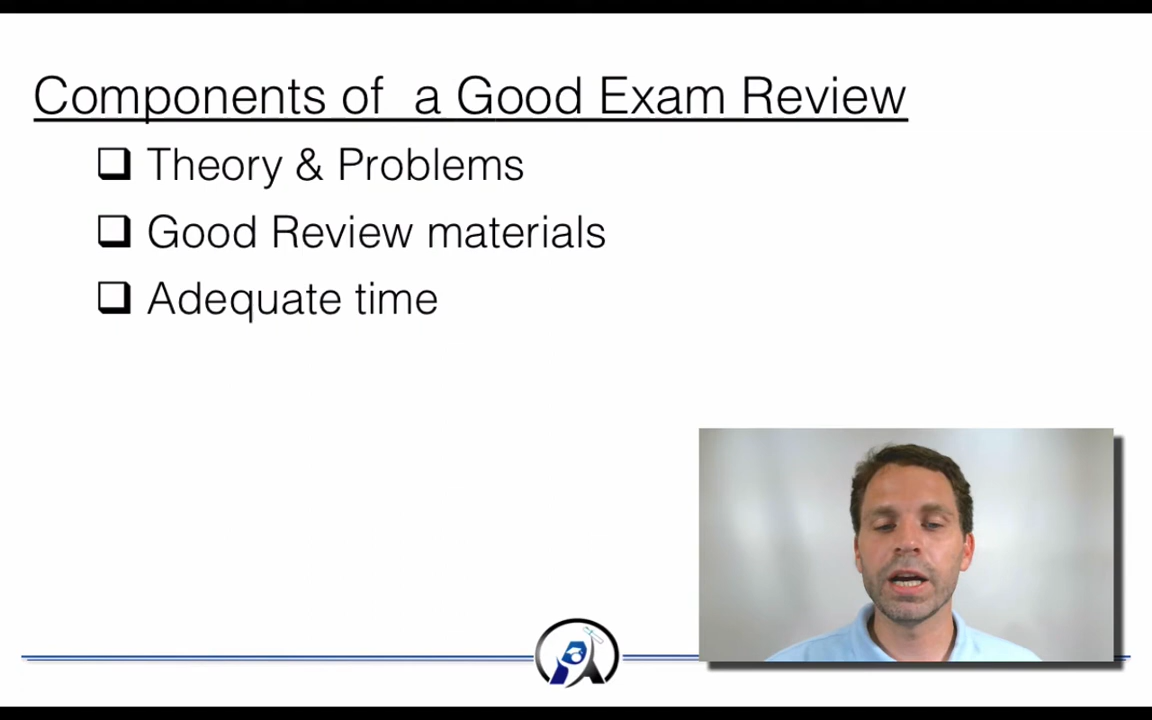 Components of a Good Exam Review
Theory & Problems
Good Review materials
Adequate time